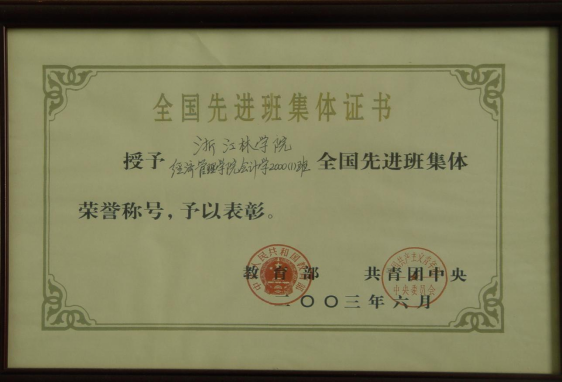 全国先进班集体证书
浙江林学院
授予 经济管理学院会计学2000(1)班 全国先进班集体
荣誉称号，予以表彰。
教育部 共青团中央
二〇〇三年六月